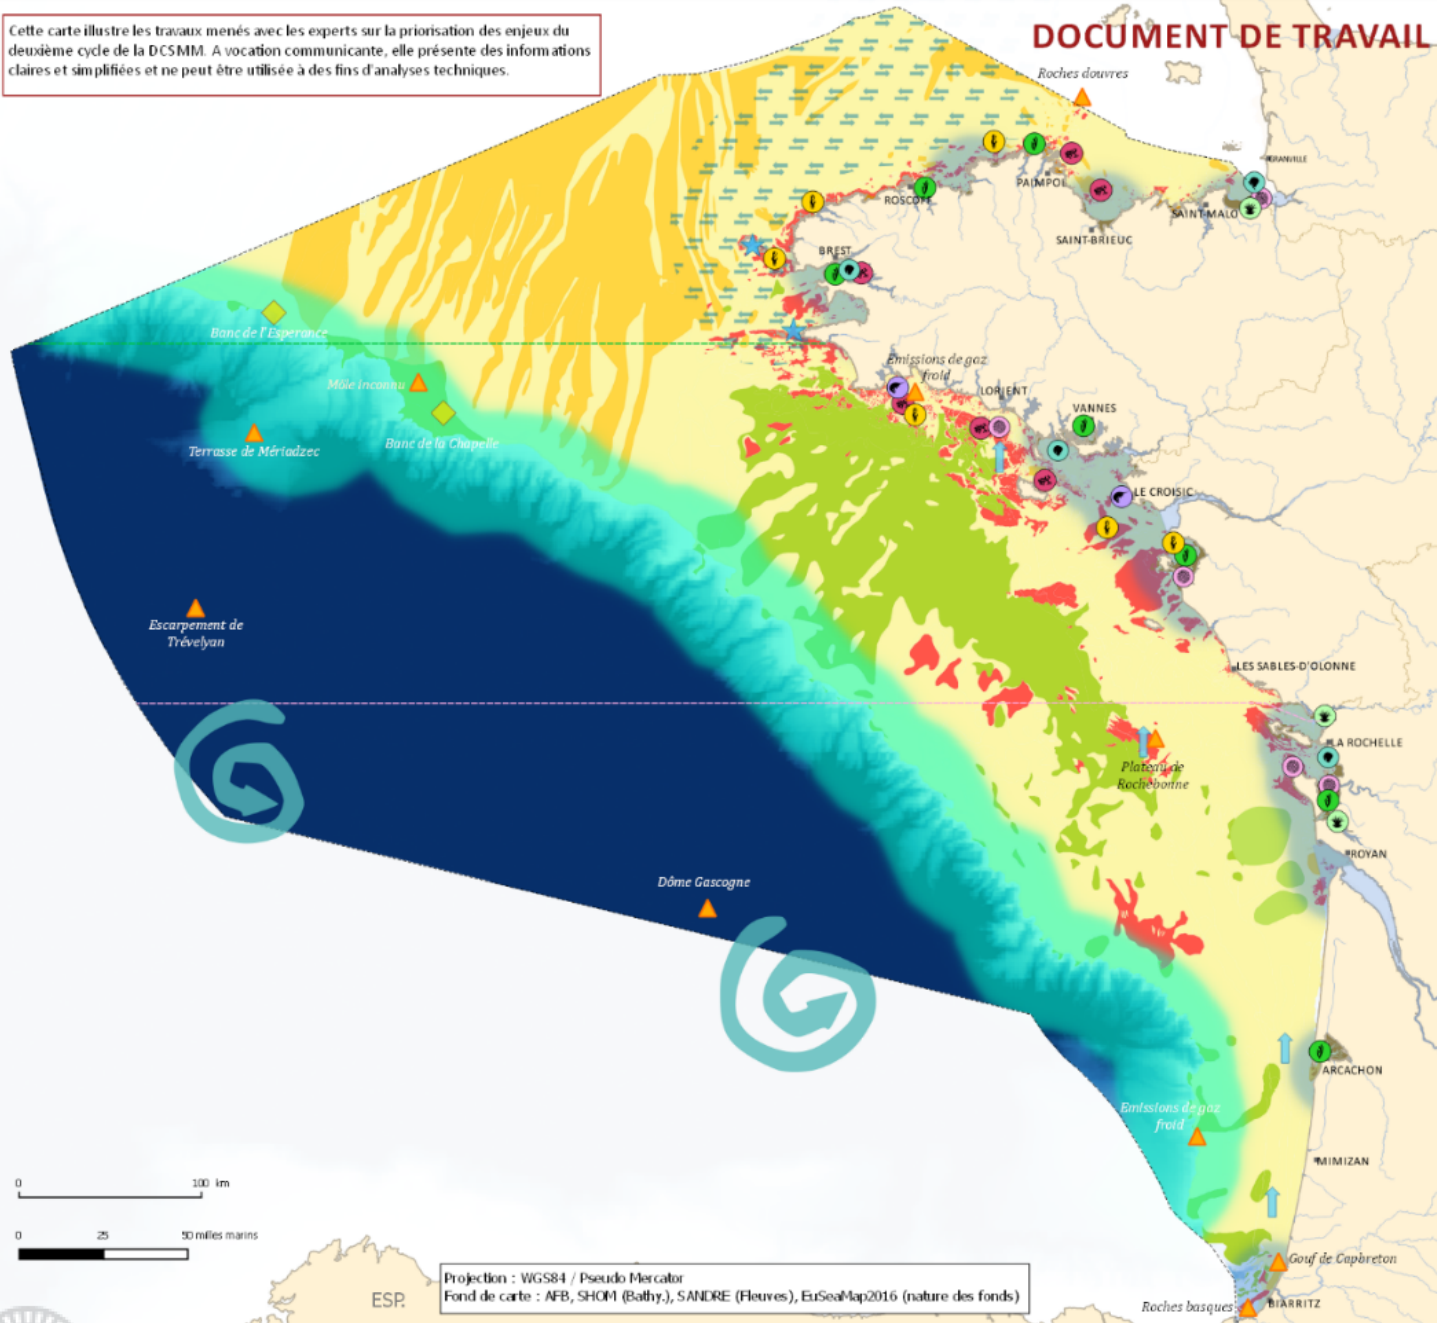 Cette carte illustre les travaux menés avec les experts sur la priorisation des enjeux du
deuxième cycle de la DCSMM. A vocation communicante, elle présente des informations
claires et simplifiées et ne peut être utilisée à des fins d'analyses techniques.
DOCUMENT DE TRAVAIL
Roches douvres
GRANVILLE
PAIMPOL
ROSCOFF
SAINT-MALO
SAINT-BRIEUC
BREST
Banc de l'Esperance
Môle inconnu
Emissions de gaz
froid
LORIENT
VANNES
Banc de la Chapelle
Terrasse de Mériadzec
LE CROISIC
Escarpement de
Trévelyan
LES SABLES-D'OLONNE
LA ROCHELLE
Plateau de
Rochebonne
ROYAN
Dôme Gascogne
ARCACHON
Emissions de gaz
froid
MIMIZAN
0 100 km
0 25 50 milles marins
Gouf de Capbreton
Projection : WGS84 / Pseudo Mercator
Fond de carte : AFB, SHOM (Bathy.), SANDRE (Fleuves), EuSeaMap2016 (nature des fonds)
ESP.
Roches basques
BIARRITZ